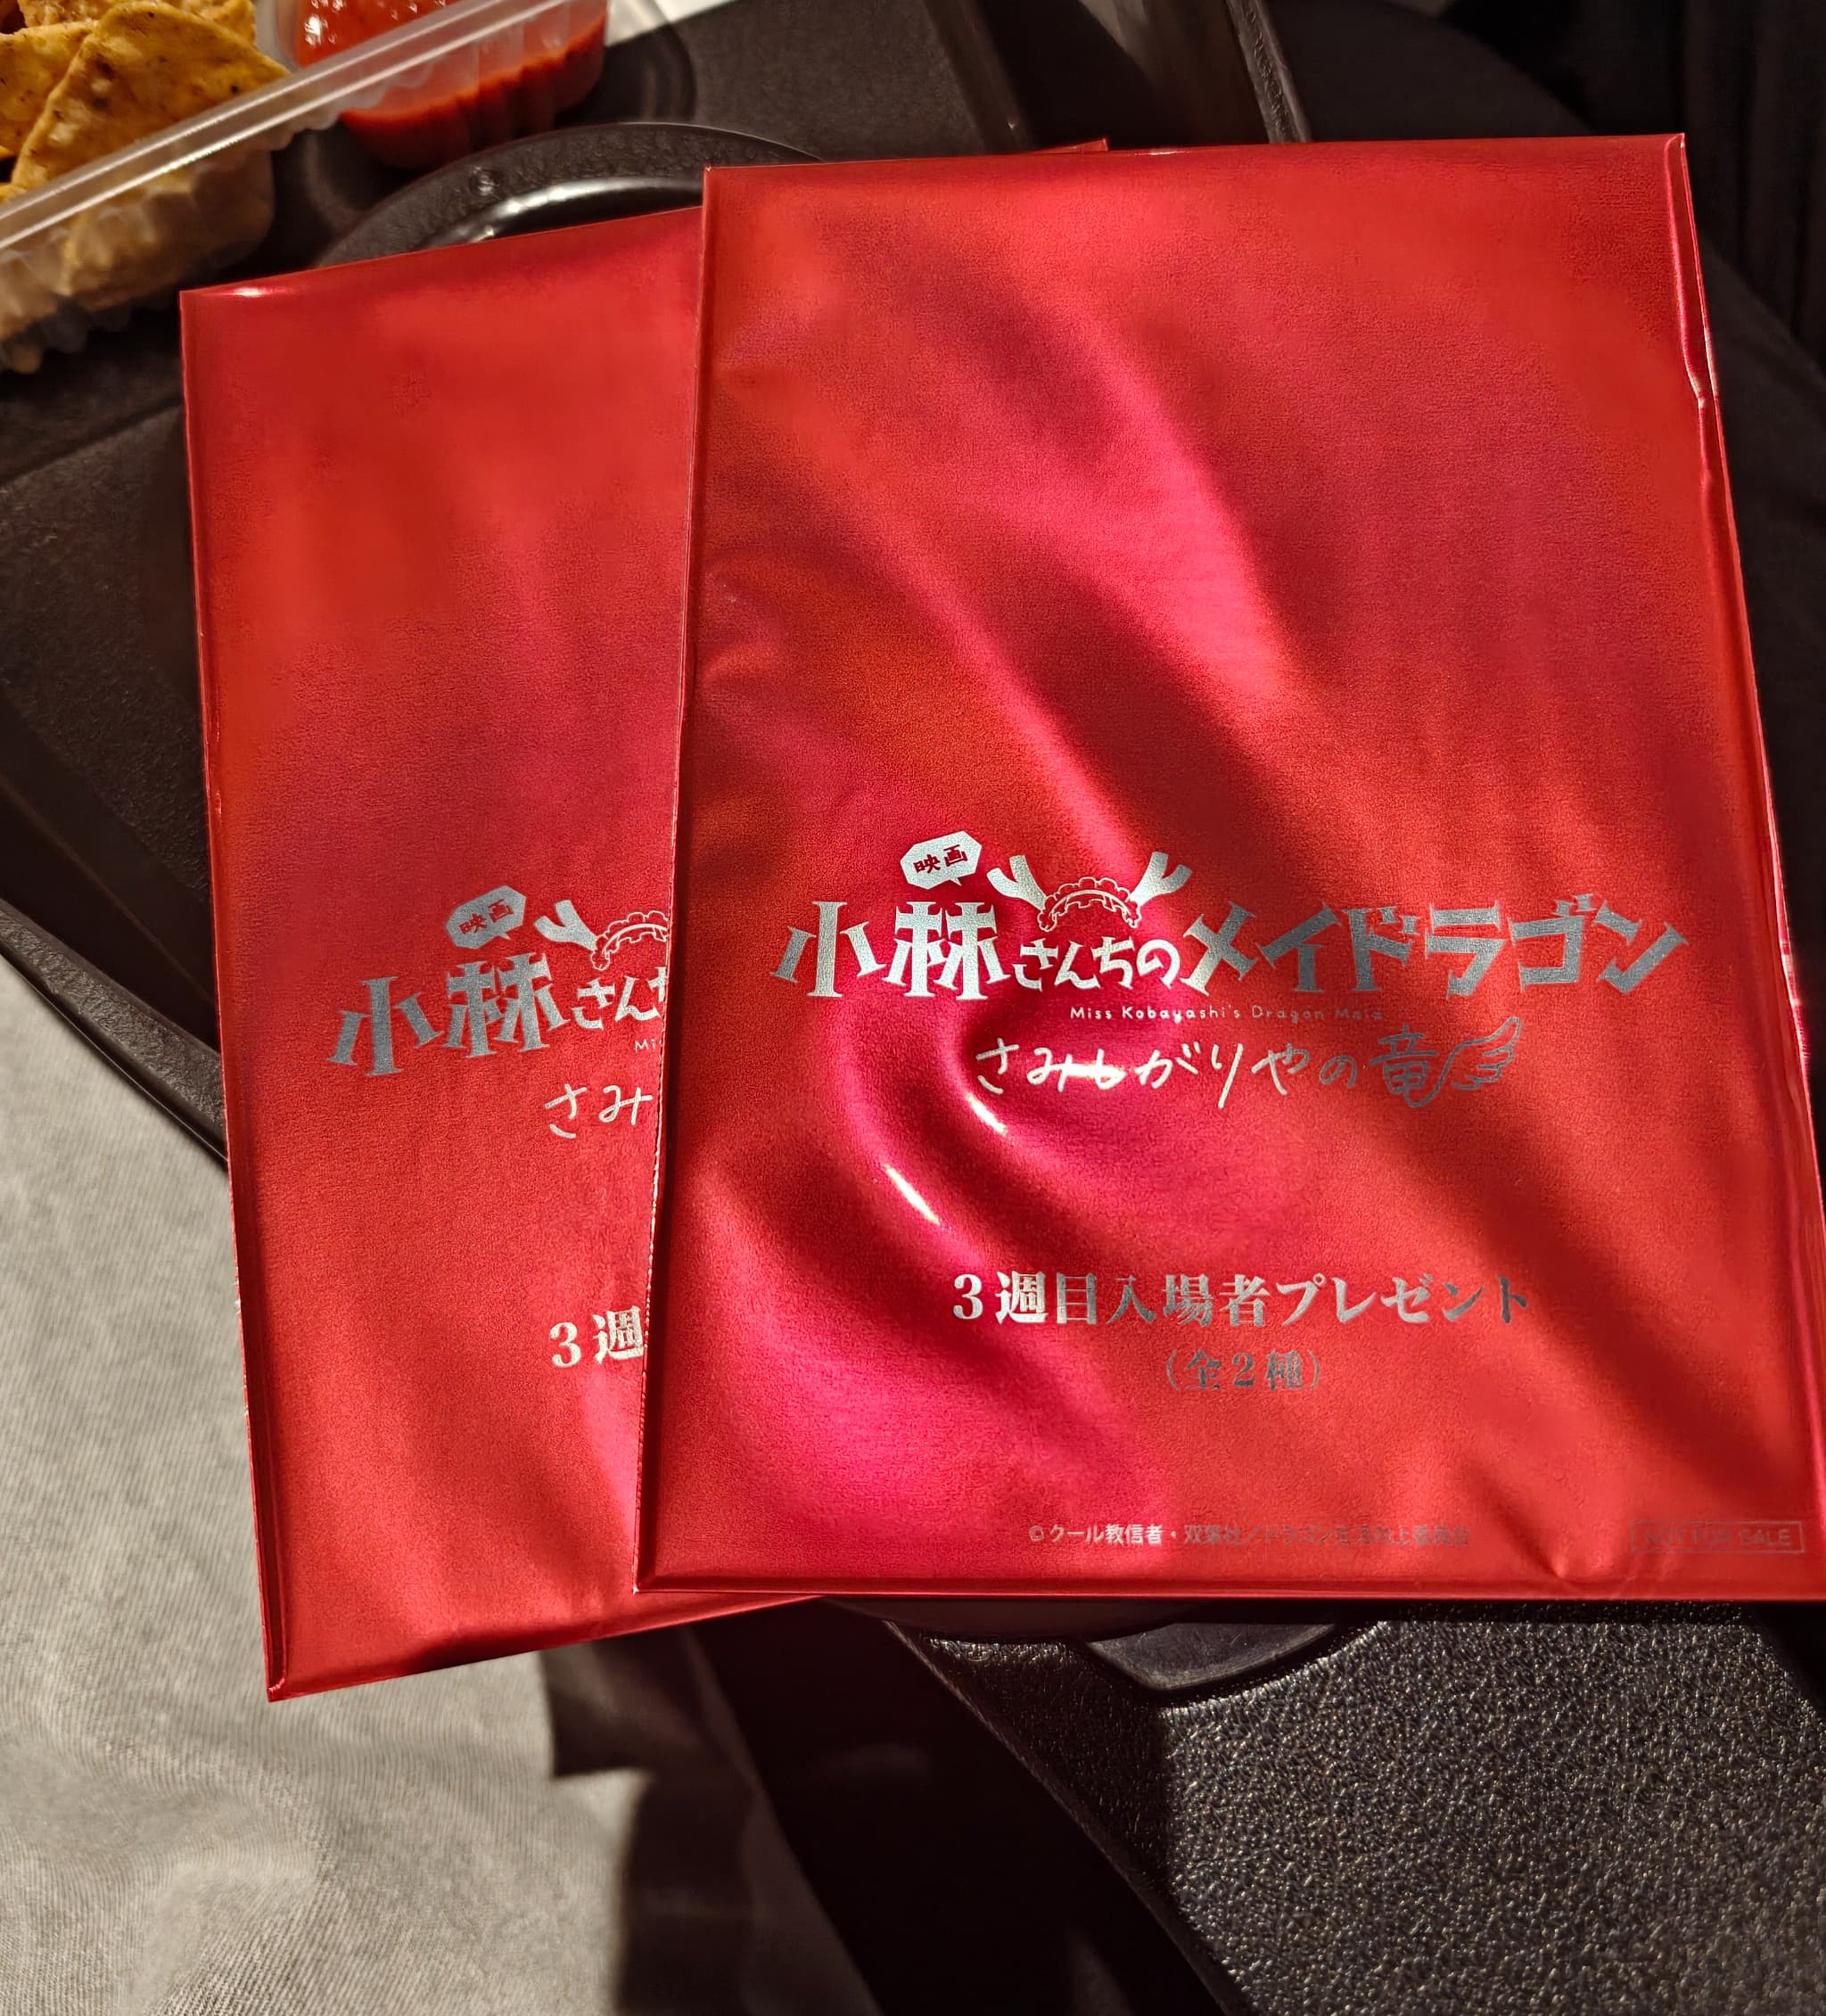 映画
小林さんち
Mi
さみ
3週
映画
小林さんちのメイドラゴン
Miss Kobayashi's Dragon Maid
さみしがりやの竜
3週目入場者プレゼント
(全2種)
©クール教信者・双葉社/ドラゴン生活向上委員会
NOT FOR SALE